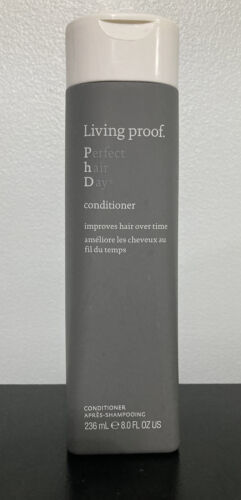 Living proof.
Perfect
hair
Day™
conditioner
improves hair over time
améliore les cheveux au
fil du temps
CONDITIONER
APRÈS-SHAMPOOING
236 mL ℮ 8.0 FL OZ US